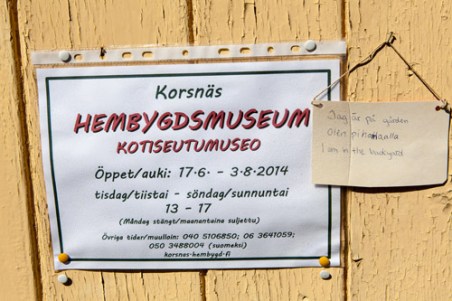 Korsnäs
HEMBYGDSMUSEUM
KOTISEUTUMUSEO
Öppet/auki: 17.6. - 3.8.2014
tisdag/tiistai - söndag/sunnuntai
13 - 17
(Måndag stängt/maanantaina suljettu)
Övriga tider/muulloin: 040 5106850; 06 3641059;
050 3488004 (suomeksi)
korsnas-hembygd.fi
Jag är på gården
Olen pihamaalla
I am in the backyard